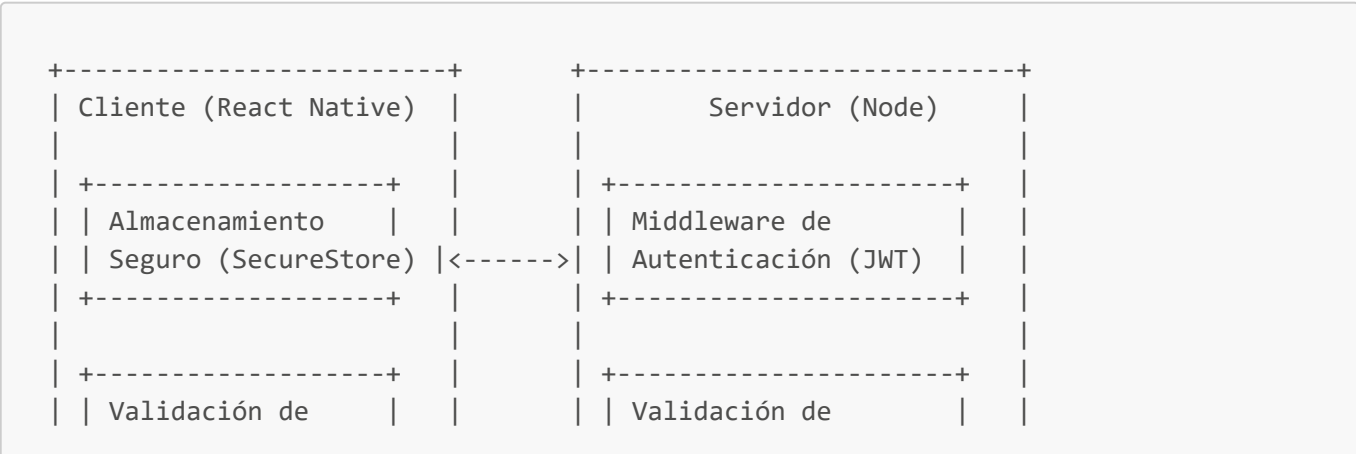 +-------------------------+       +----------------------------+
| Cliente (React Native)  |       |        Servidor (Node)     |
|                         |       |                            |
| +-------------------+   |       | +----------------------+   |
| | Almacenamiento    |   |       | | Middleware de        |   |
| | Seguro (SecureStore) |<------>| | Autenticación (JWT)  |   |
| +-------------------+   |       | +----------------------+   |
|                         |       |                            |
| +-------------------+   |       | +----------------------+   |
| | Validación de     |   |       | | Validación de        |   |